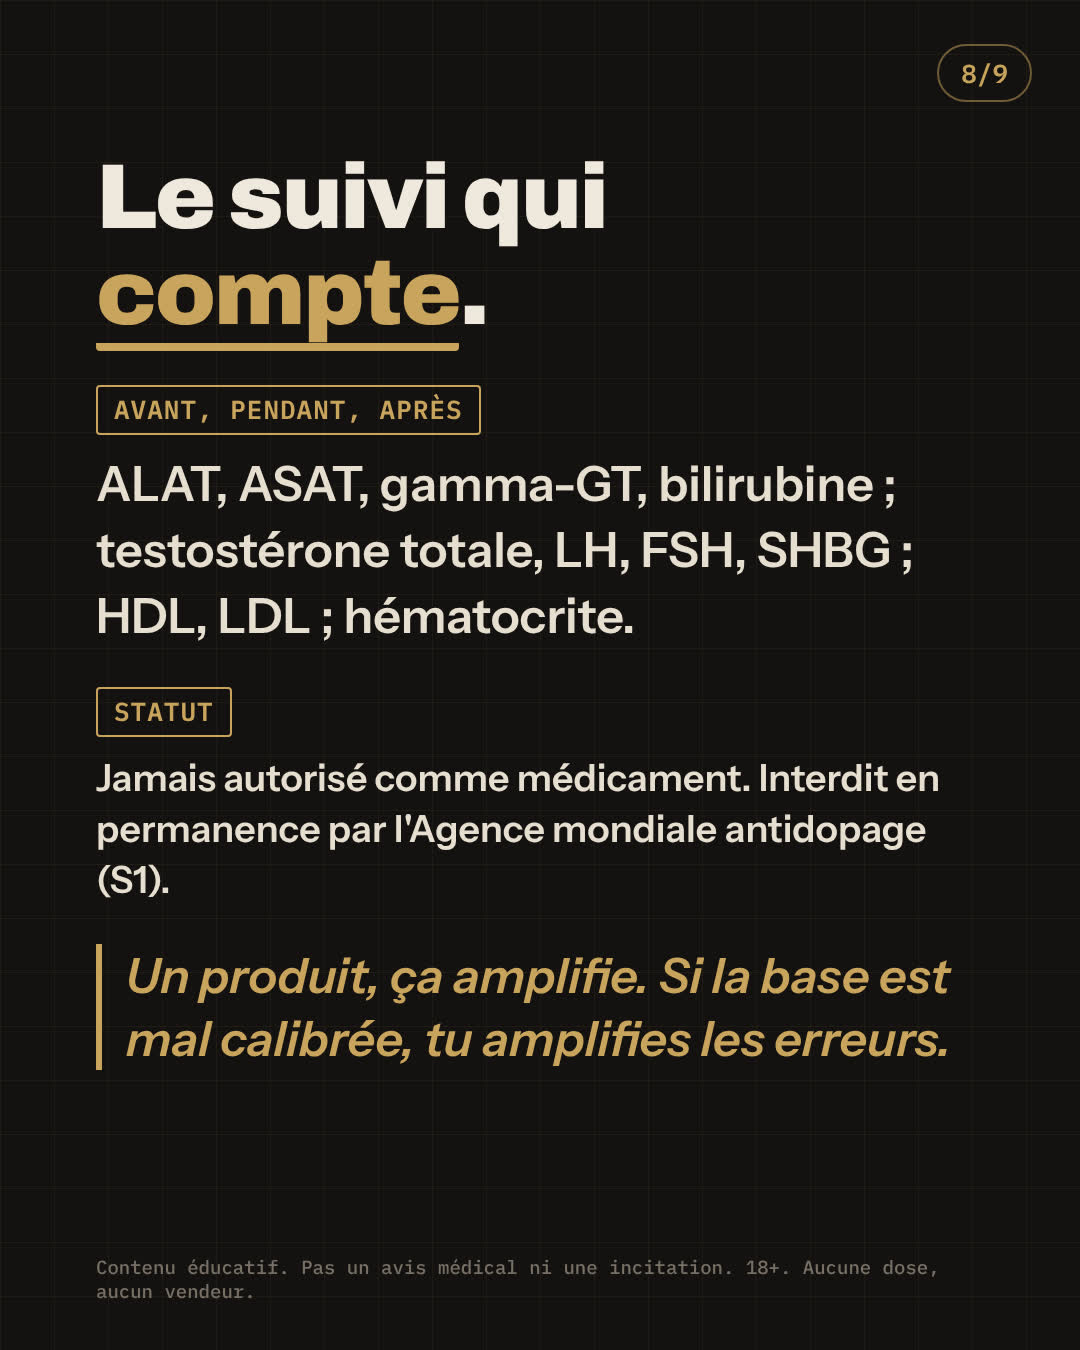 8/9
Le suivi qui
compte.
AVANT, PENDANT, APRÈS
ALAT, ASAT, gamma-GT, bilirubine ;
testostérone totale, LH, FSH, SHBG ;
HDL, LDL ; hématocrite.
STATUT
Jamais autorisé comme médicament. Interdit en
permanence par l'Agence mondiale antidopage
(S1).
Un produit, ça amplifie. Si la base est
mal calibrée, tu amplifies les erreurs.
Contenu éducatif. Pas un avis médical ni une incitation. 18+. Aucune dose,
aucun vendeur.